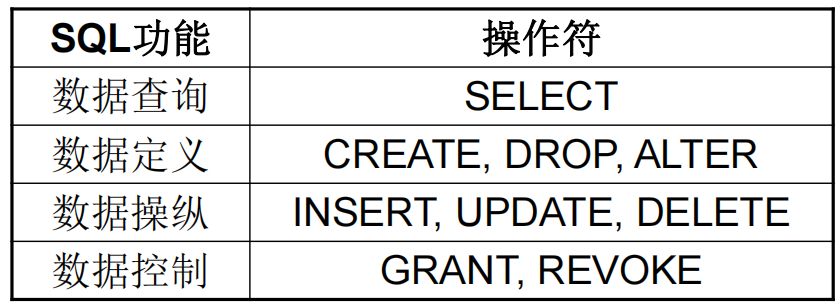 SQL功能 操作符
数据查询 SELECT
数据定义 CREATE, DROP, ALTER
数据操纵 INSERT, UPDATE, DELETE
数据控制 GRANT, REVOKE